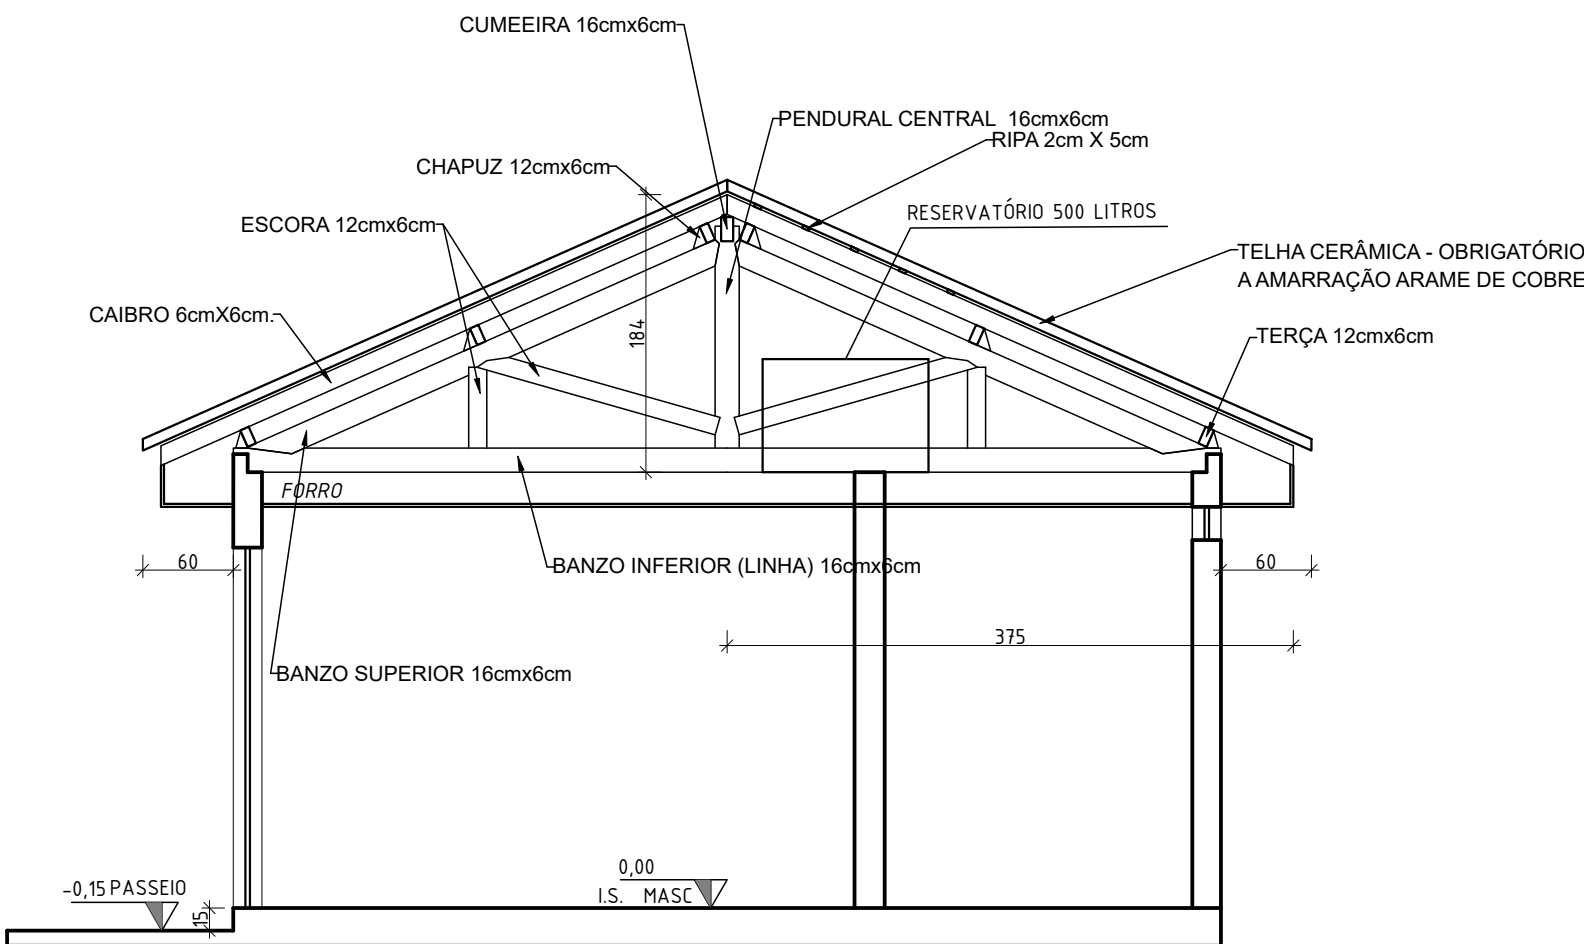 CUMEEIRA 16cmx6cm
PENDURAL CENTRAL  16cmx6cm
RIPA 2cm X 5cm
CHAPUZ 12cmx6cm
RESERVATÓRIO 500 LITROS
ESCORA 12cmx6cm
TELHA CERÂMICA - OBRIGATÓRIO
A AMARRAÇÃO ARAME DE COBRE
CAIBRO 6cmX6cm.
184
TERÇA 12cmx6cm
FORRO
60
BANZO INFERIOR (LINHA) 16cmx6cm
60
375
BANZO SUPERIOR 16cmx6cm
0,00
I.S. MASC
-0,15 PASSEIO
15